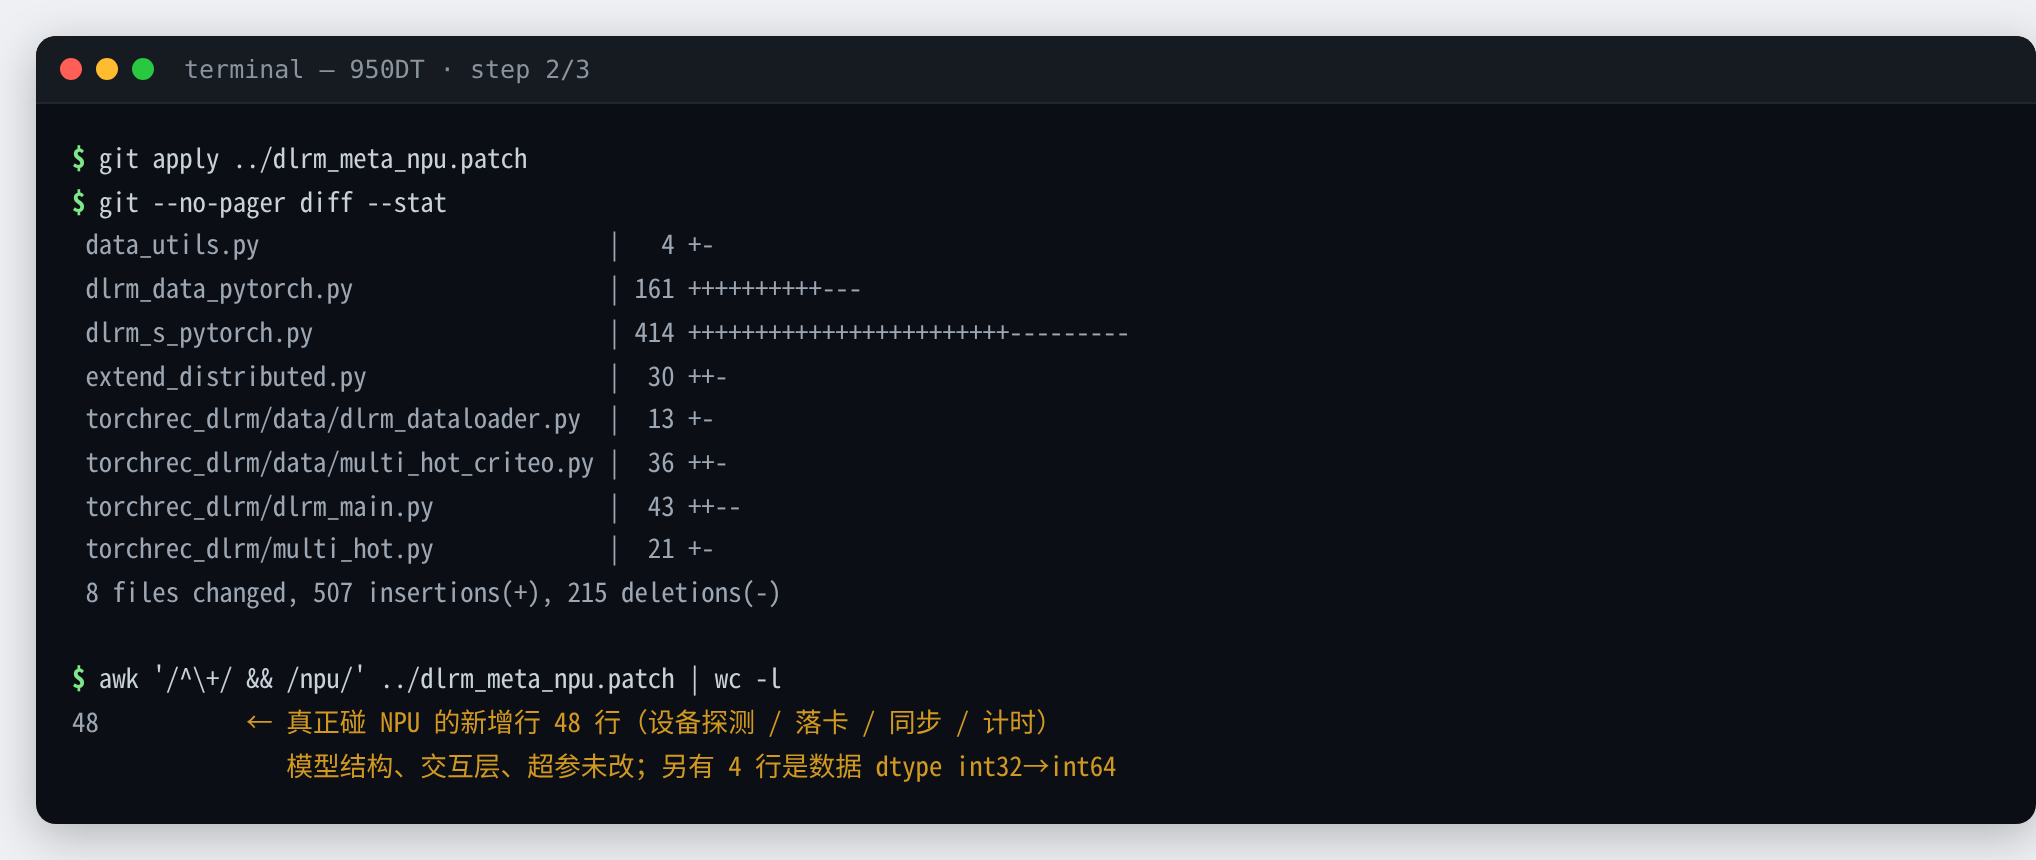 terminal — 950DT · step 2/3
$ git apply ../dlrm_meta_npu.patch
$ git --no-pager diff --stat
data_utils.py | 4 +-
dlrm_data_pytorch.py | 161 ++++++++++---
dlrm_s_pytorch.py | 414 ++++++++++++++++++++++++---------
extend_distributed.py | 30 ++-
torchrec_dlrm/data/dlrm_dataloader.py | 13 +-
torchrec_dlrm/data/multi_hot_criteo.py | 36 ++-
torchrec_dlrm/dlrm_main.py | 43 ++--
torchrec_dlrm/multi_hot.py | 21 +-
8 files changed, 507 insertions(+), 215 deletions(-)
$ awk '/^\+/ && /npu/' ../dlrm_meta_npu.patch | wc -l
48 ← 真正碰 NPU 的新增行 48 行（设备探测 / 落卡 / 同步 / 计时）
模型结构、交互层、超参未改；另有 4 行是数据 dtype int32→int64